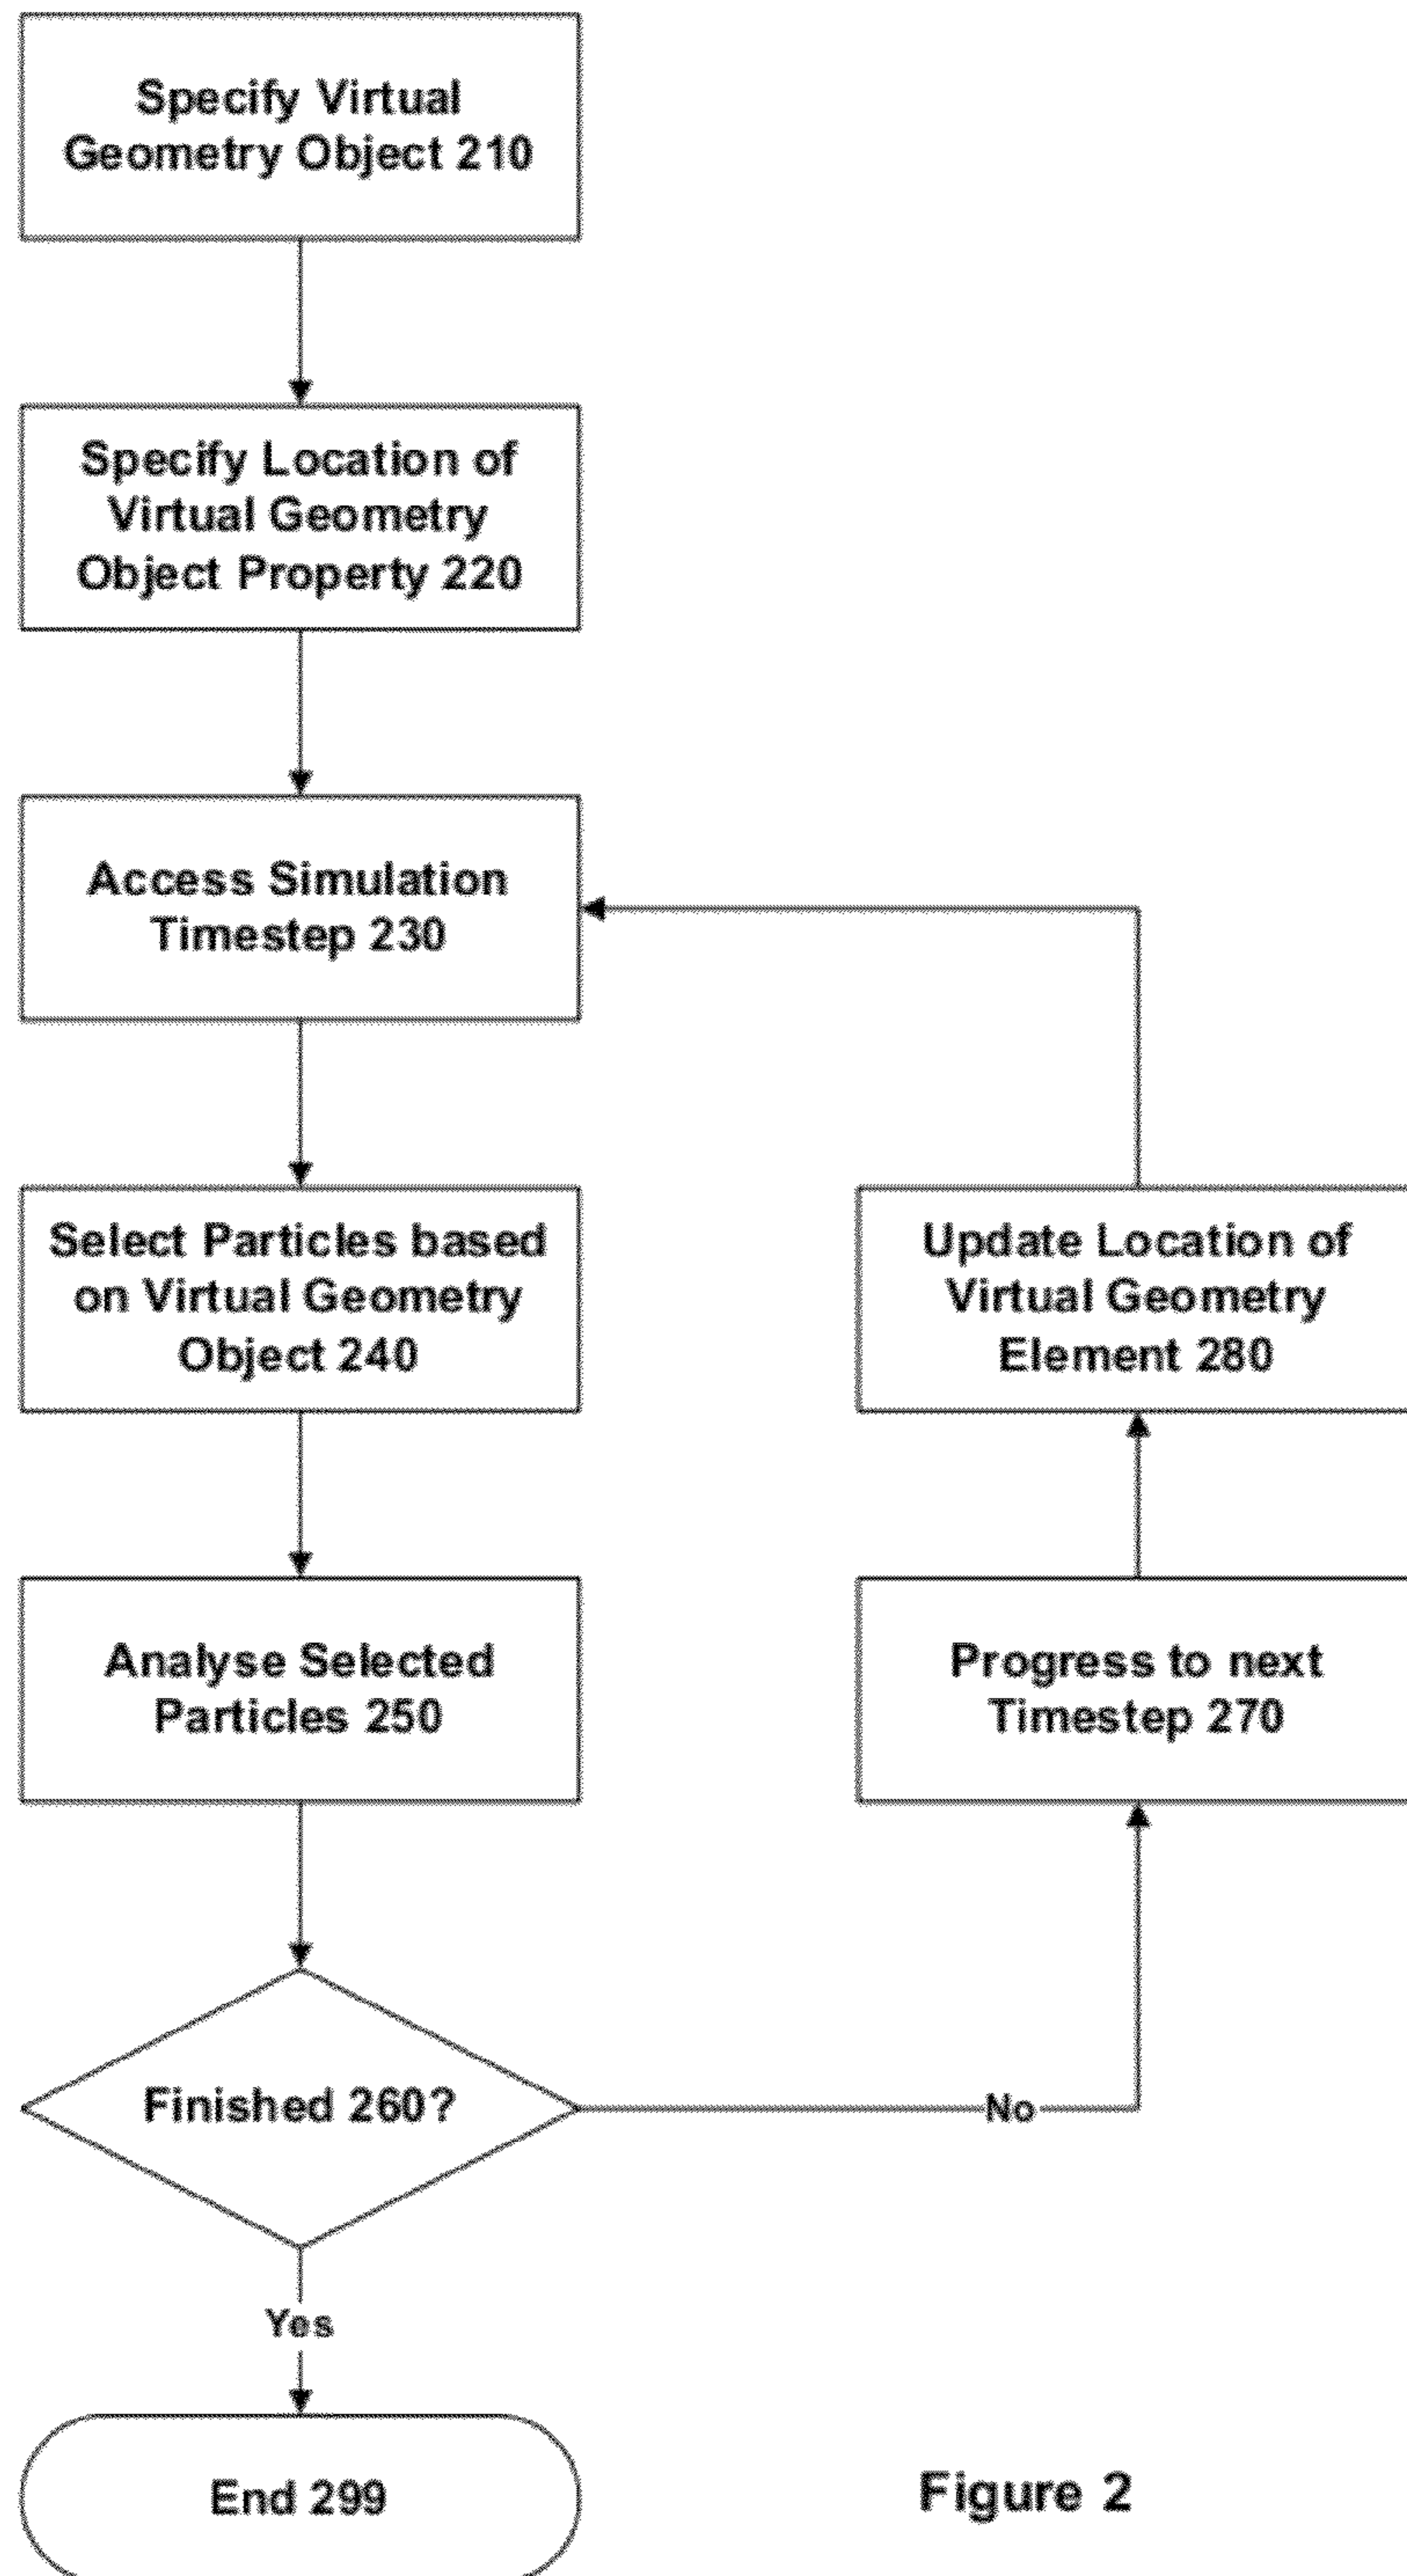 Specify Virtual
Geometry Object 210
Specify Location of
Virtual Geometry
Object Property 220
Access Simulation
Timestep 230
Select Particles based
on Virtual Geometry
Object 240
Update Location of
Virtual Geometry
Element 280
Analyse Selected
Particles 250
Progress to next
Timestep 270
Finished 260?
No
Yes
End 299
Figure 2